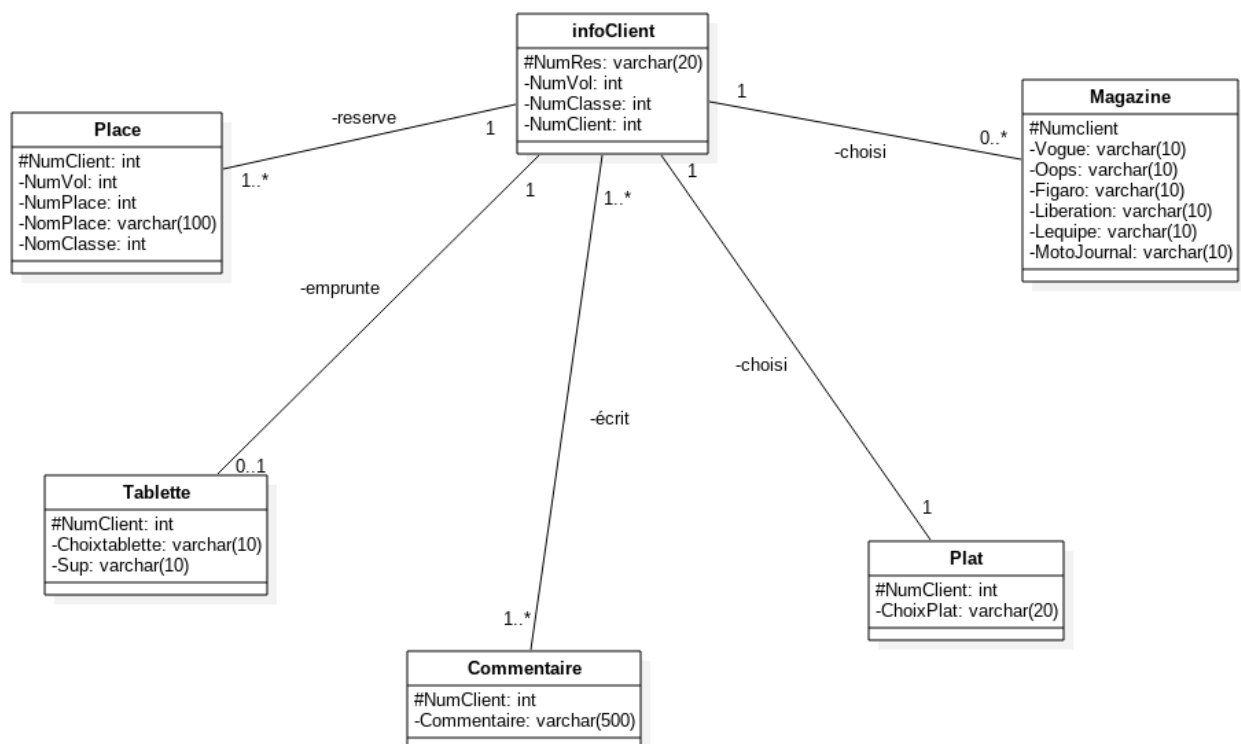 infoClient
#NumRes: varchar(20)
-NumVol: int
-NumClasse: int
-NumClient: int
Place
#NumClient: int
-NumVol: int
-NumPlace: int
-NomPlace: varchar(100)
-NomClasse: int
Magazine
#Numclient
-Vogue: varchar(10)
-Oops: varchar(10)
-Figaro: varchar(10)
-Liberation: varchar(10)
-Lequipe: varchar(10)
-MotoJournal: varchar(10)
-reserve
1
1..*
1
0..*
-choisi
1
-emprunte
0..1
1..*
-écrit
1..*
1
-choisi
1
Tablette
#NumClient: int
-Choixtablette: varchar(10)
-Sup: varchar(10)
Commentaire
#NumClient: int
-Commentaire: varchar(500)
Plat
#NumClient: int
-ChoixPlat: varchar(20)